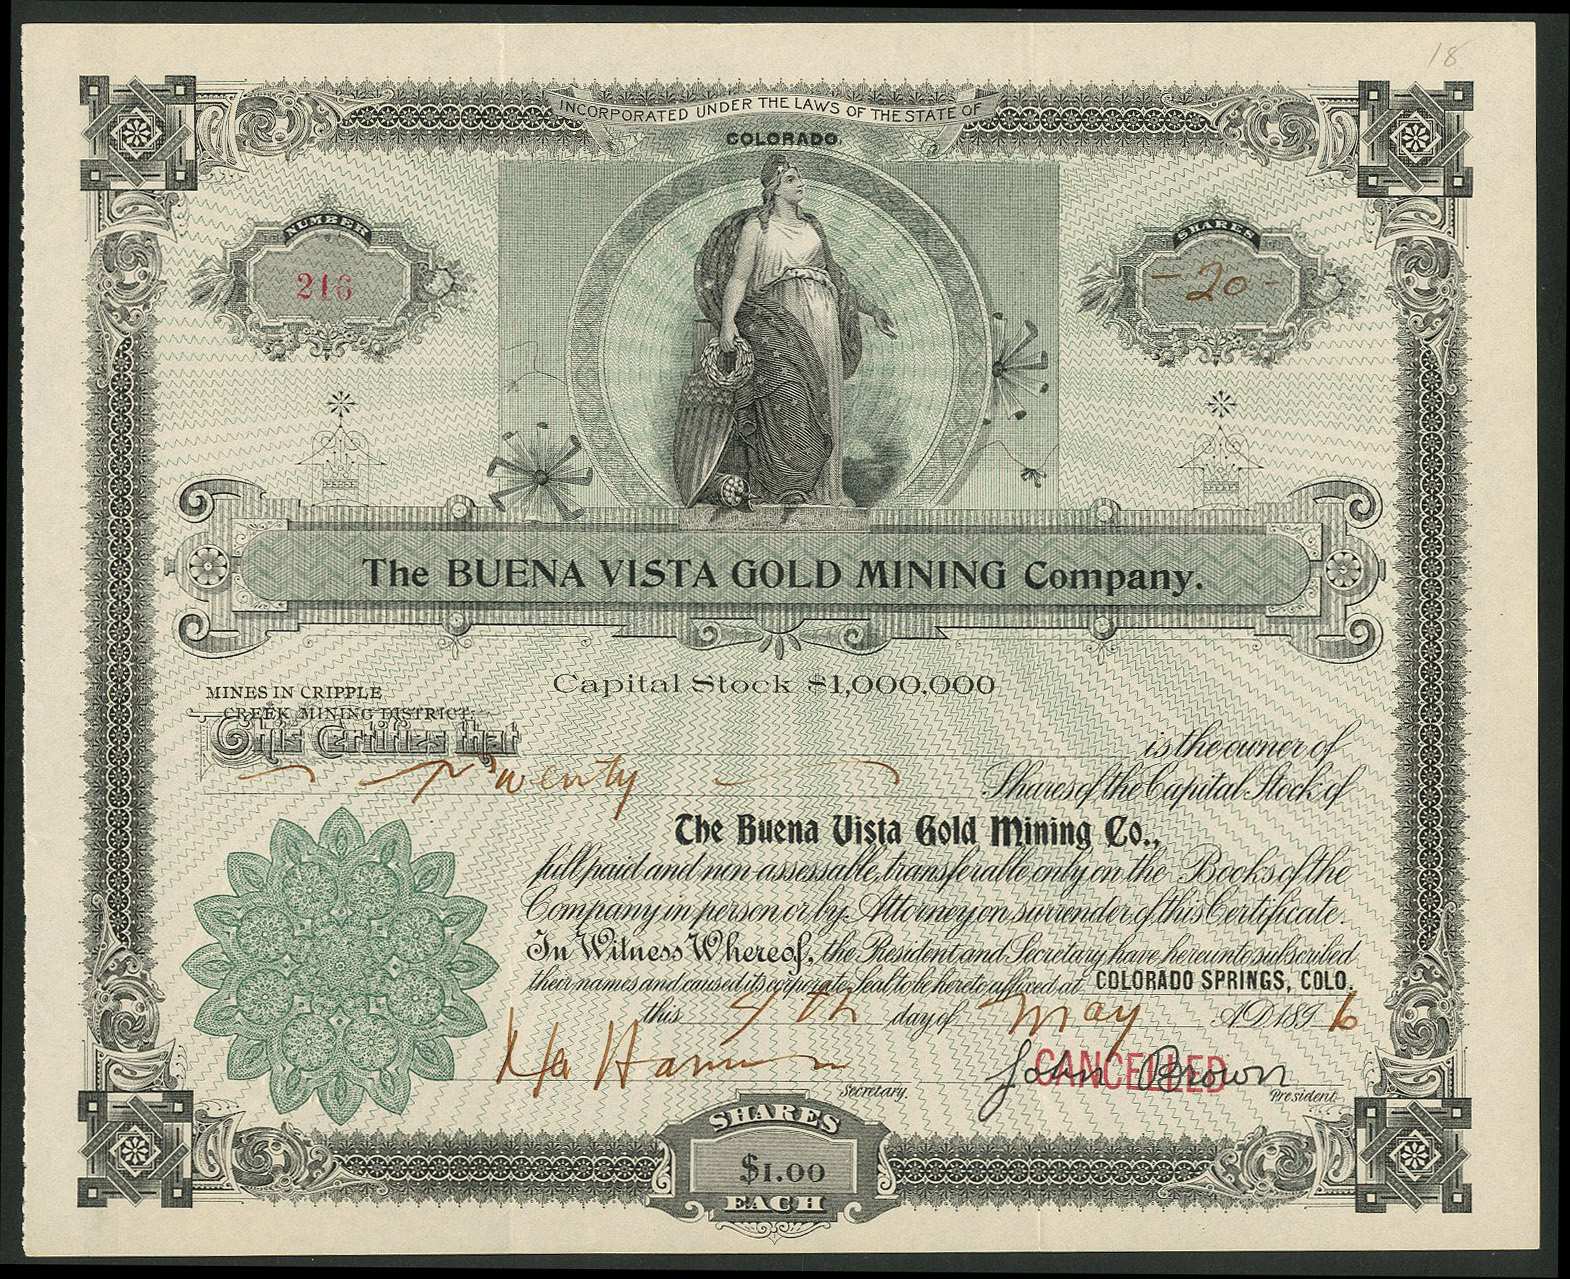 18
INCORPORATED UNDER THE LAWS OF THE STATE OF
COLORADO.
NUMBER
216
SHARES
-20-
The BUENA VISTA GOLD MINING Company.
Capital Stock $1,000,000
MINES IN CRIPPLE
CREEK MINING DISTRICT
This Certifies that
is the owner of
Twenty
Shares of the Capital Stock of
The Buena Vista Gold Mining Co.,
full paid and non assessable, transferable only on the Books of the
Company in person or by Attorney on surrender of this Certificate.
In Witness Whereof, the President and Secretary have hereunto subscribed
their names and caused its corporate Seal to be hereto affixed at COLORADO SPRINGS, COLO.
this 7th day of May A.D. 1896
Secretary.
CANCELLED
John Brown
President.
SHARES
$1.00
EACH